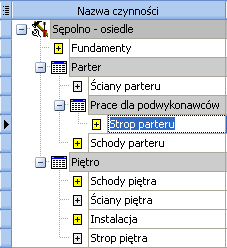 Nazwa czynności
Sępolno - osiedle
Fundamenty
Parter
Ściany parteru
Prace dla podwykonawców
Strop parteru
Schody parteru
Piętro
Schody piętra
Ściany piętra
Instalacja
Strop piętra